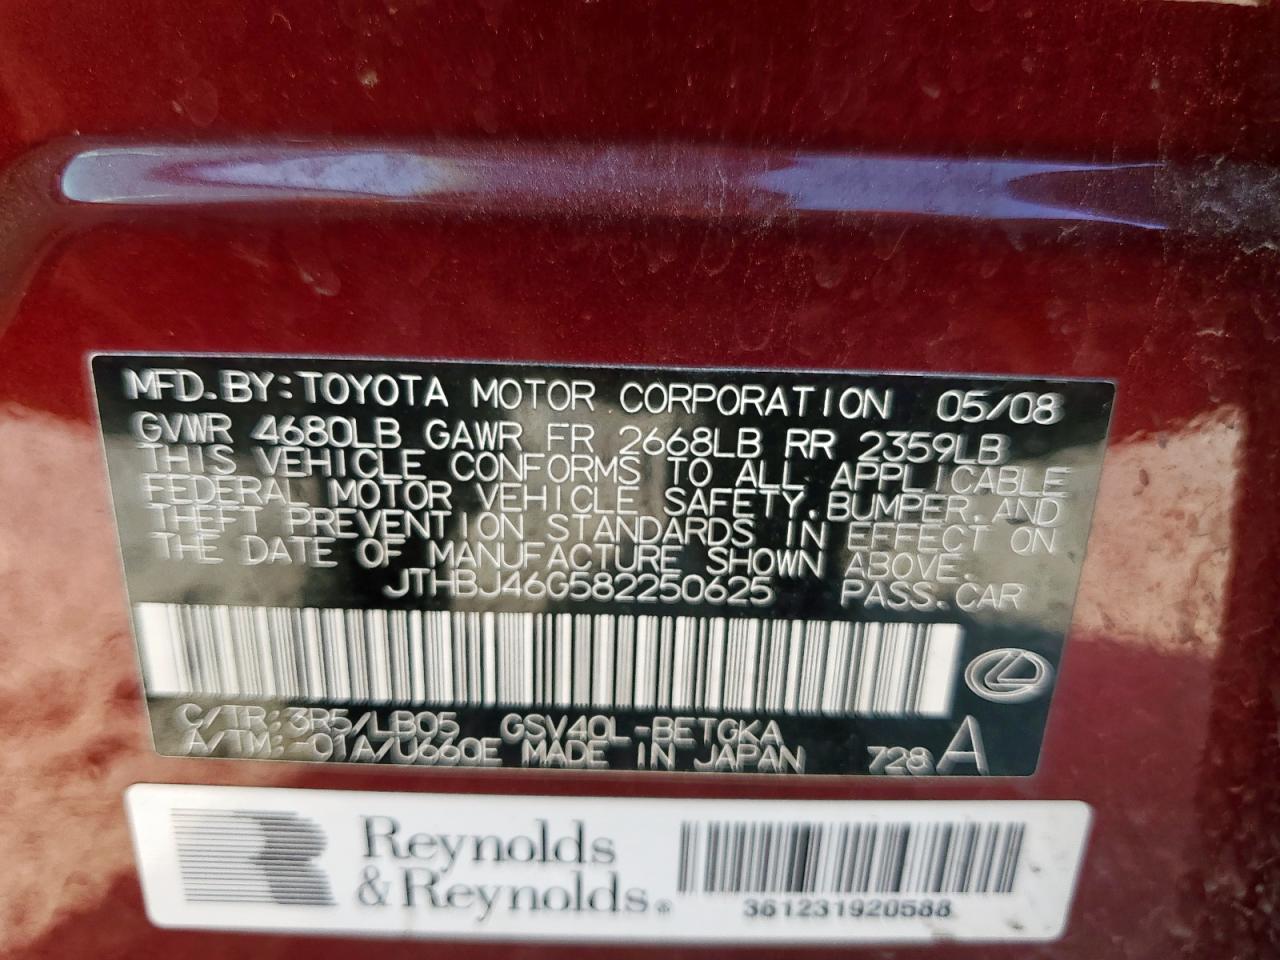 MFD.BY:TOYOTA MOTOR CORPORATION 05/08
GVWR 4680LB GAWR FR 2668LB RR 2359LB
THIS VEHICLE CONFORMS TO ALL APPLICABLE
FEDERAL MOTOR VEHICLE SAFETY,BUMPER,AND
THEFT PREVENTION STANDARDS IN EFFECT ON
THE DATE OF MANUFACTURE SHOWN ABOVE.
JTHBJ46G582250625 PASS.CAR
C/TR:3R5/LB05 GSV40L-BETGKA
A/TM:-01A/U660E MADE IN JAPAN 728A
Reynolds
&Reynolds®
361231920588